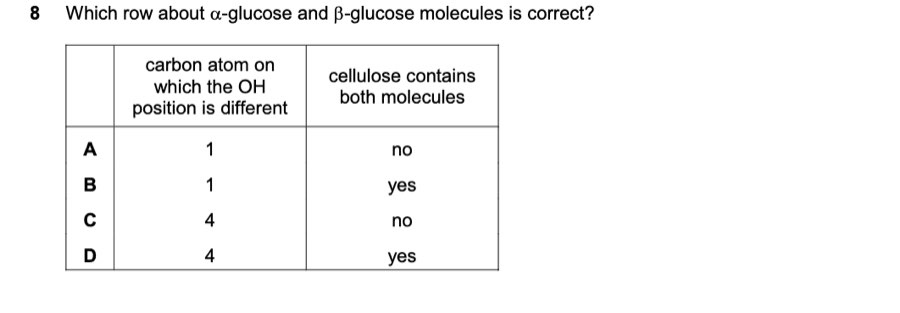 8 Which row about α-glucose and β-glucose molecules is correct?
carbon atom on
which the OH
position is different
cellulose contains
both molecules
A 1 no
B 1 yes
C 4 no
D 4 yes